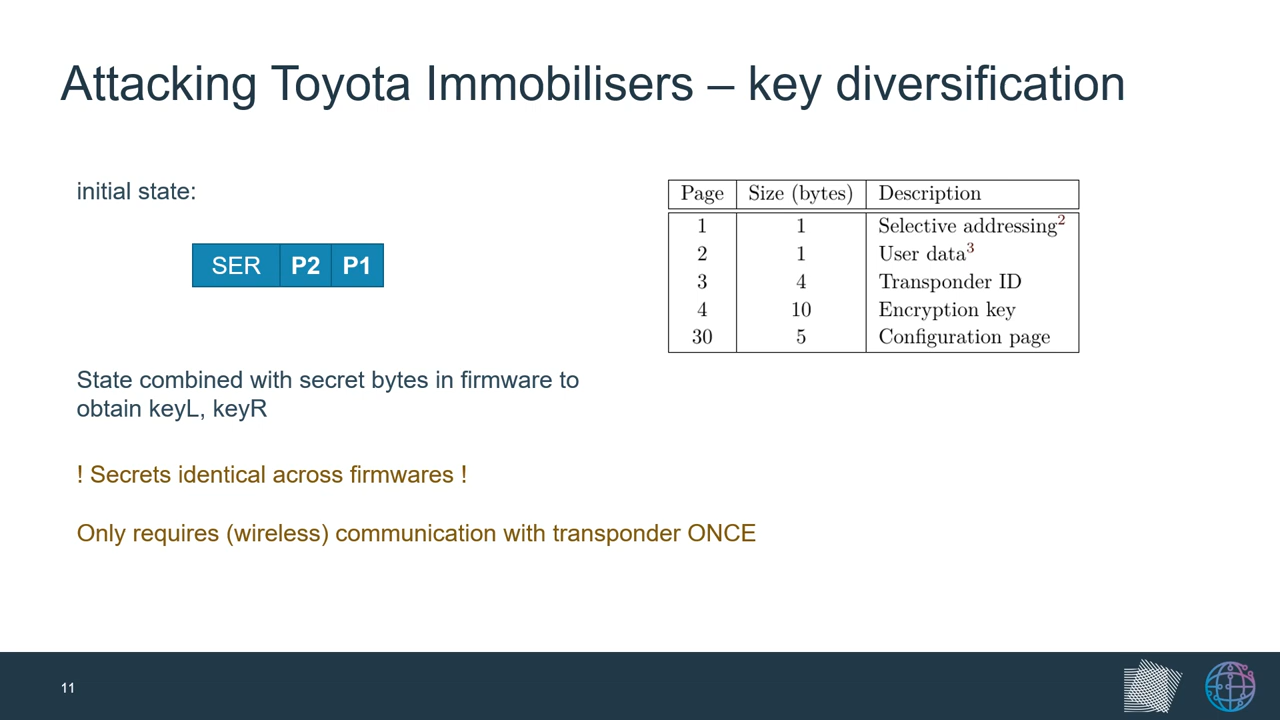 Attacking Toyota Immobilisers – key diversification
initial state:
SER P2 P1
State combined with secret bytes in firmware to
obtain keyL, keyR
! Secrets identical across firmwares !
Only requires (wireless) communication with transponder ONCE
Page Size (bytes) Description
1 1 Selective addressing2
2 1 User data3
3 4 Transponder ID
4 10 Encryption key
30 5 Configuration page
11